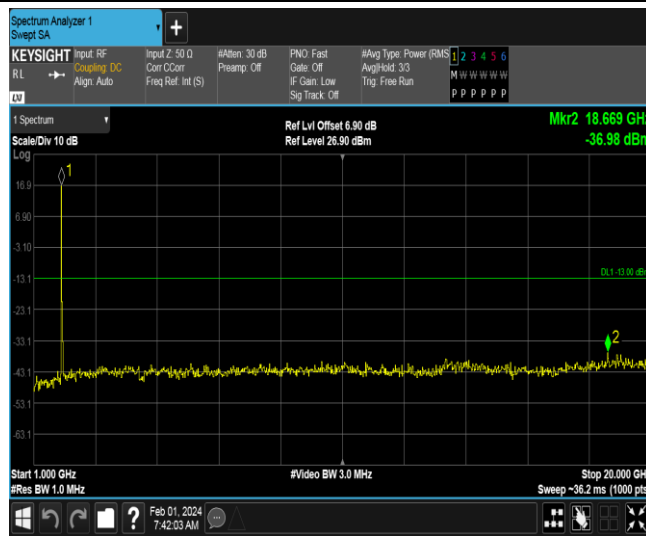 Spectrum Analyzer 1
Swept SA
+
KEYSIGHT Input: RF Input Z: 50 Ω #Atten: 30 dB PNO: Fast #Avg Type: Power (RMS 1 2 3 4 5 6
RL Coupling: DC Corr CCorr Preamp: Off Gate: Off Avg|Hold: 3/3 M W W W W W
Align: Auto Freq Ref: Int (S) IF Gain: Low Trig: Free Run
Sig Track: Off P P P P P P
LXI
1 Spectrum Ref Lvl Offset 6.90 dB Mkr2 18.669 GHz
Scale/Div 10 dB Ref Level 26.90 dBm -36.98 dBm
Log
1
16.9
6.90
-3.10
-13.1
DL1 -13.00 dBm
-23.1
-33.1
2
-43.1
-53.1
-63.1
Start 1.000 GHz #Video BW 3.0 MHz Stop 20.000 GHz
#Res BW 1.0 MHz Sweep ~36.2 ms (1000 pts
? Feb 01, 2024
7:42:03 AM